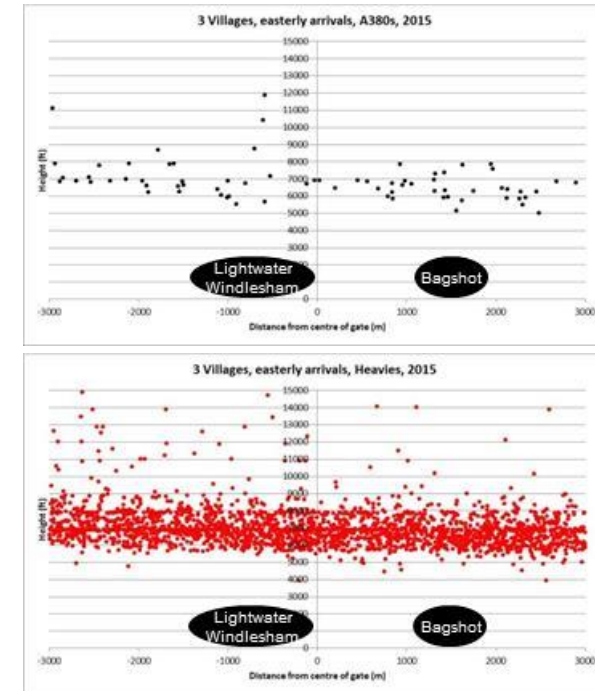 3 Villages, easterly arrivals, A380s, 2015
15000
14000
13000
12000
11000
10000
9000
8000
7000
6000
5000
4000
3000
2000
1000
0
Height (ft)
Lightwater
Windlesham
Bagshot
-3000 -2000 -1000 0 1000 2000 3000
Distance from centre of gate (m)
3 Villages, easterly arrivals, Heavies, 2015
15000
14000
13000
12000
11000
10000
9000
8000
7000
6000
5000
4000
3000
2000
1000
0
Height (ft)
Lightwater
Windlesham
Bagshot
-3000 -2000 -1000 0 1000 2000 3000
Distance from centre of gate (m)